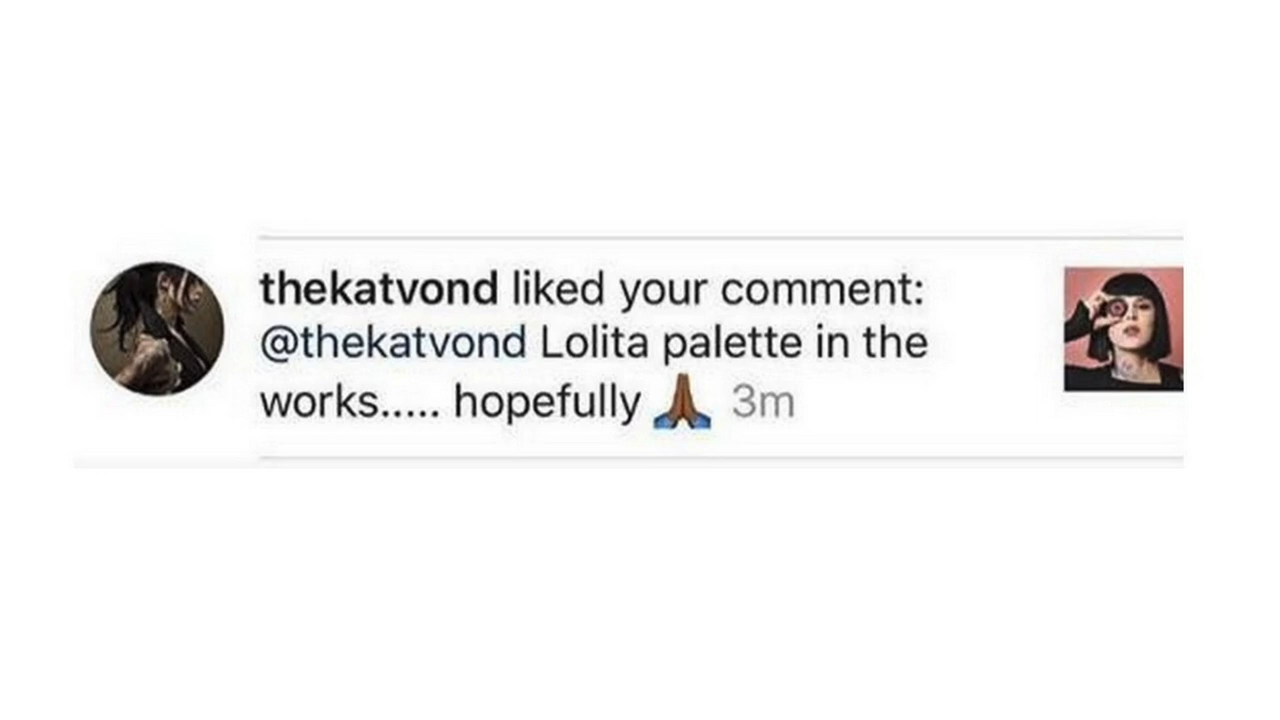 thekatvond liked your comment:
@thekatvond Lolita palette in the
works..... hopefully 🙏🏾 3m